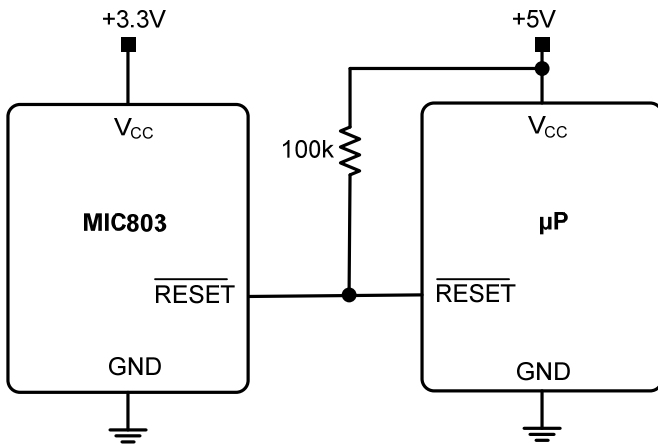 +3.3V
+5V
VCC
VCC
100k
MIC803
µP
RESET
RESET
GND
GND